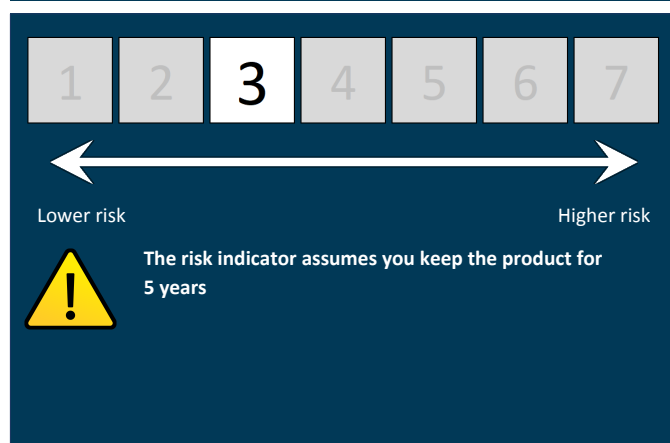 1 2 3 4 5 6 7
Lower risk Higher risk
The risk indicator assumes you keep the product for
5 years